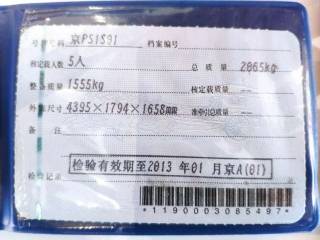 号牌号码 京PS1S91 档案编号
核定载人数 5人 总质量 2065kg
整备质量 1555kg 核定载质量 --
外廓尺寸 4395×1794×1658mm 准牵引总质量 --
备注
检验有效期至2013年01月京A(01)
检验记录
*1190003085497*